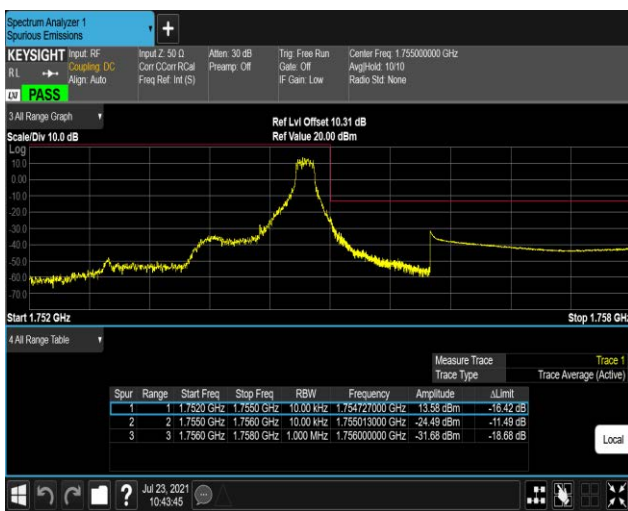 Spectrum Analyzer 1
Spurious Emissions
KEYSIGHT Input: RF Input Z: 50 Ω Atten: 30 dB Trig: Free Run Center Freq: 1.755000000 GHz
RL Coupling: DC Corr CCorr RCal Preamp: Off Gate: Off Avg|Hold: 10/10
Align: Auto Freq Ref: Int (S) IF Gain: Low Radio Std: None
LXI PASS
3 All Range Graph
Ref Lvl Offset 10.31 dB
Scale/Div 10.0 dB Ref Value 20.00 dBm
Log
10.0
0.00
-10.0
-20.0
-30.0
-40.0
-50.0
-60.0
-70.0
Start 1.752 GHz Stop 1.758 GHz
4 All Range Table
Measure Trace Trace 1
Trace Type Trace Average (Active)
Spur Range Start Freq Stop Freq RBW Frequency Amplitude ΔLimit
1 1 1.7520 GHz 1.7550 GHz 10.00 kHz 1.754727000 GHz 13.58 dBm -16.42 dB
2 2 1.7550 GHz 1.7560 GHz 10.00 kHz 1.755013000 GHz -24.49 dBm -11.49 dB
3 3 1.7560 GHz 1.7580 GHz 1.000 MHz 1.756000000 GHz -31.68 dBm -18.68 dB
Local
? Jul 23, 2021
10:43:45